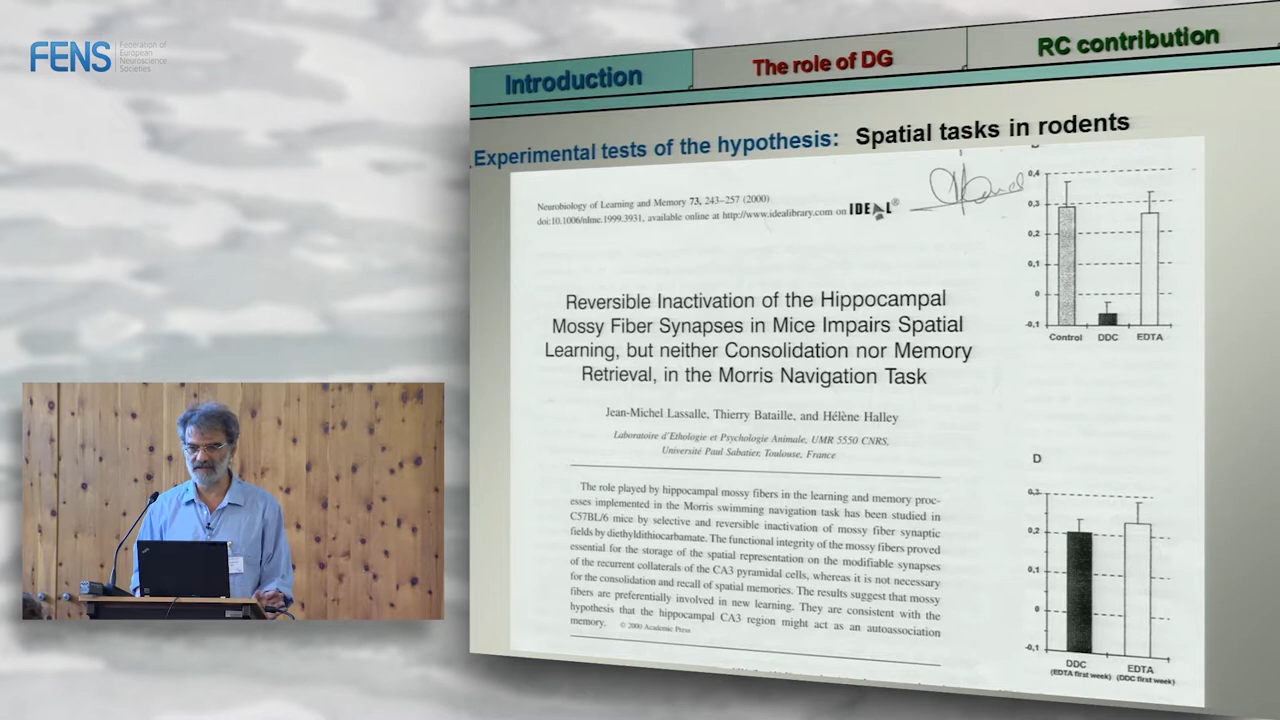 FENS
Federation of
European
Neuroscience
Societies
Introduction
The role of DG
RC contribution
Experimental tests of the hypothesis: Spatial tasks in rodents
Neurobiology of Learning and Memory 73, 243–257 (2000)
doi:10.1006/nlme.1999.3931, available online at http://www.idealibrary.com on IDEAL®
Reversible Inactivation of the Hippocampal
Mossy Fiber Synapses in Mice Impairs Spatial
Learning, but neither Consolidation nor Memory
Retrieval, in the Morris Navigation Task
Jean-Michel Lassalle, Thierry Bataille, and Hélène Halley
Laboratoire d'Ethologie et Psychologie Animale, UMR 5550 CNRS,
Université Paul Sabatier, Toulouse, France
The role played by hippocampal mossy fibers in the learning and memory proc-
esses implemented in the Morris swimming navigation task has been studied in
C57BL/6 mice by selective and reversible inactivation of mossy fiber synaptic
fields by diethyldithiocarbamate. The functional integrity of the mossy fibers proved
essential for the storage of the spatial representation on the modifiable synapses
of the recurrent collaterals of the CA3 pyramidal cells, whereas it is not necessary
for the consolidation and recall of spatial memories. The results suggest that mossy
fibers are preferentially involved in new learning. They are consistent with the
hypothesis that the hippocampal CA3 region might act as an autoassociation
memory. © 2000 Academic Press
0,4
0,3
0,2
0,1
0
-0,1
Control DDC EDTA
D
0,3
0,2
0,1
0
-0,1
DDC EDTA
(EDTA first week) (DDC first week)